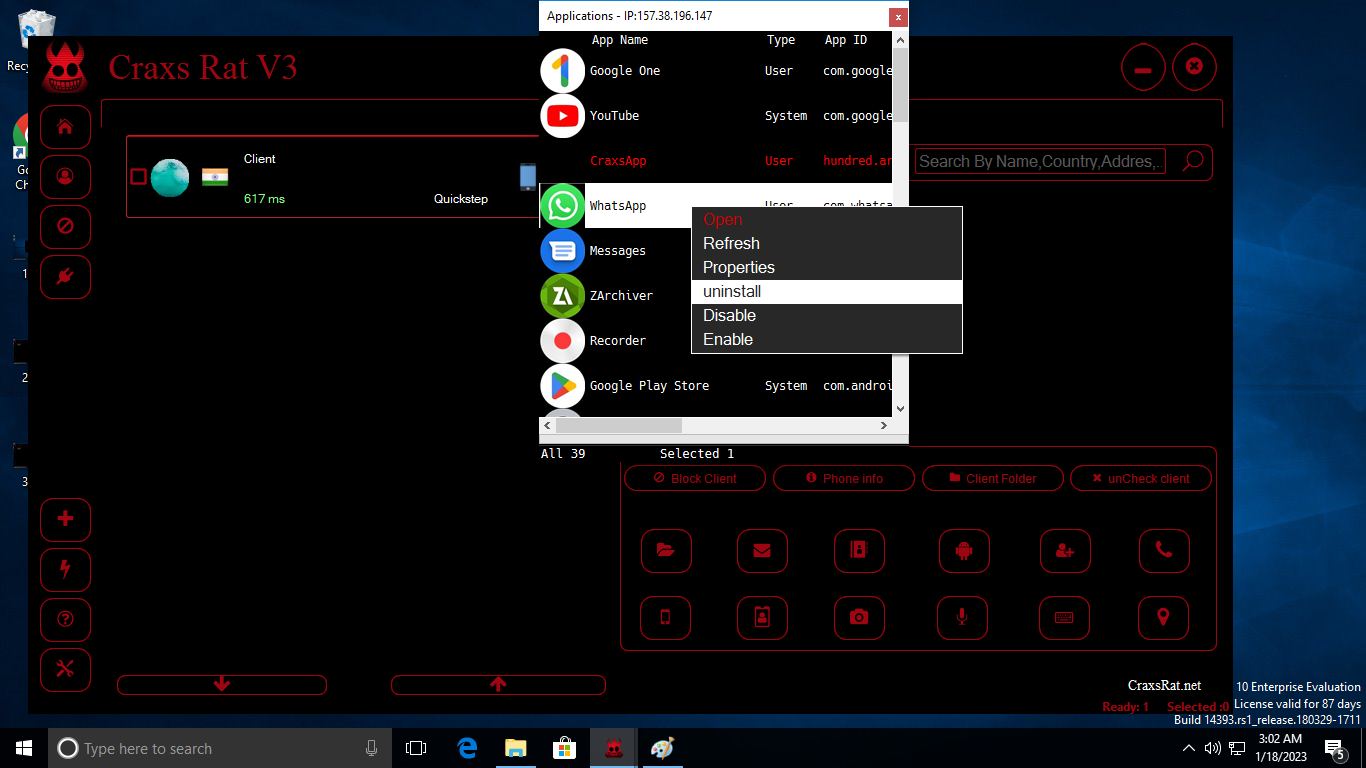 Applications - IP:157.38.196.147
x
App Name Type App ID
Google One User com.google
YouTube System com.google
CraxsApp User hundred.ar
WhatsApp User com.whatsa
Messages
ZArchiver
Recorder
Google Play Store System com.androi
All 39 Selected 1
Open
Refresh
Properties
uninstall
Disable
Enable
Craxs Rat V3
Client
617 ms
Quickstep
Search By Name,Country,Addres,..
Block Client
Phone info
Client Folder
unCheck client
CraxsRat.net
Ready: 1 Selected :0
Recy
Go
Ch
1
2
3
10 Enterprise Evaluation
License valid for 87 days
Build 14393.rs1_release.180329-1711
Type here to search
3:02 AM
1/18/2023
5